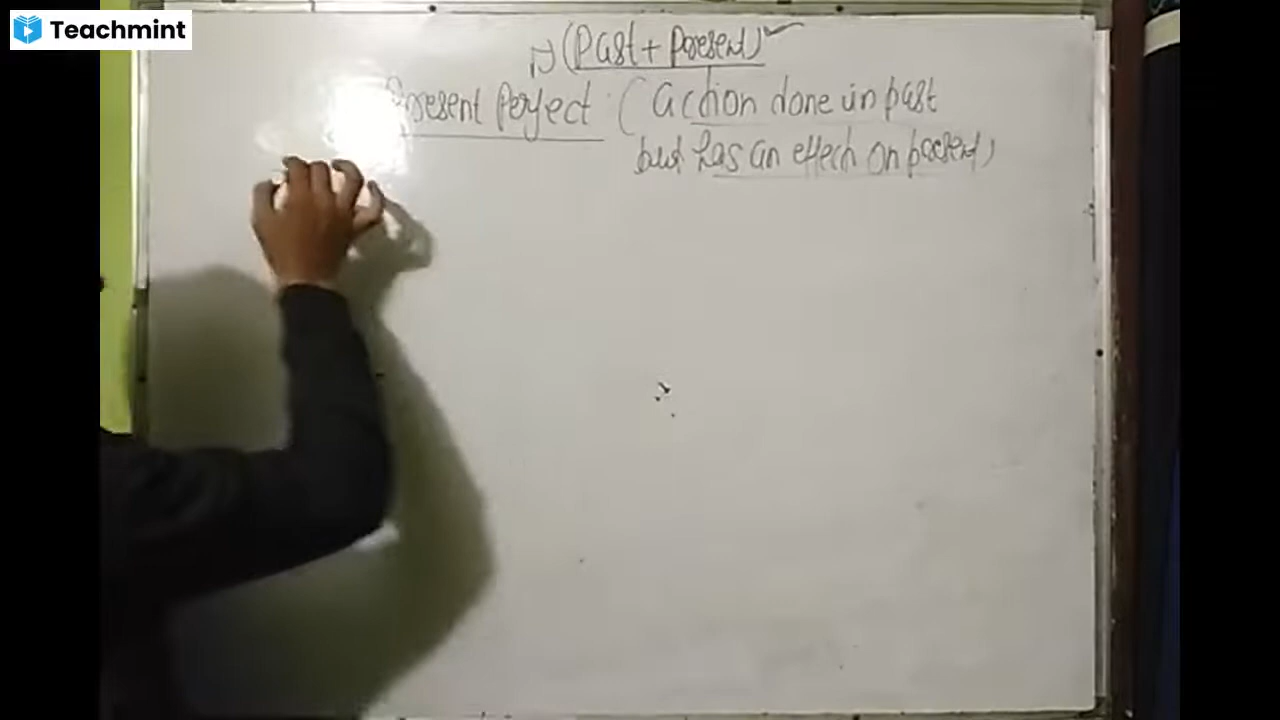 Teachmint
(Past + Present) ✓
Present Perfect : ( action done in past
but has an effect on present)